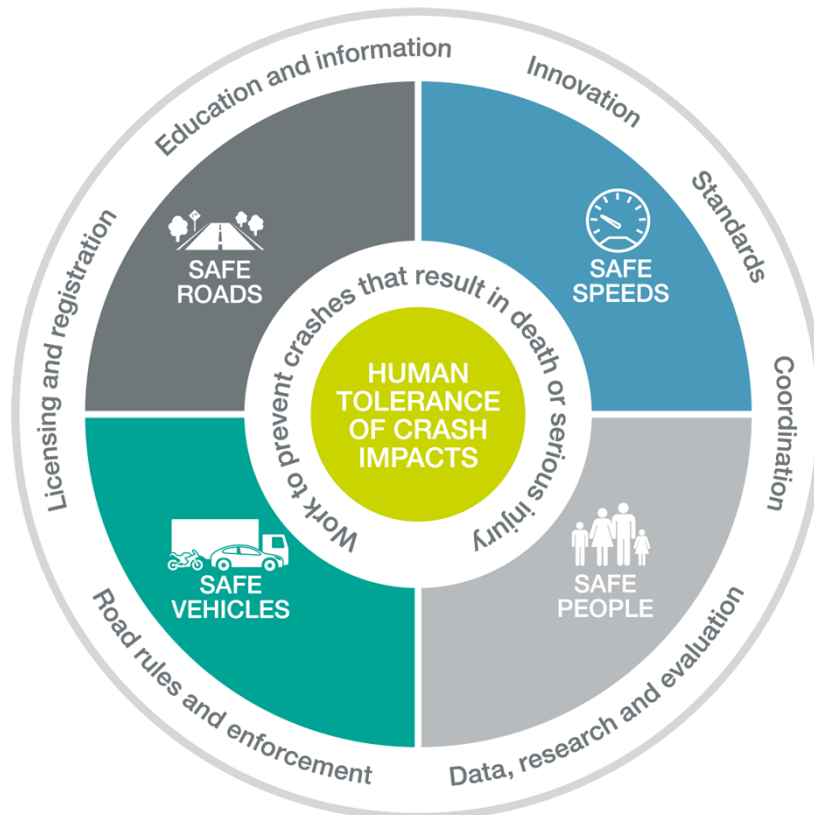 Education and information
Innovation
Standards
Coordination
Data, research and evaluation
Road rules and enforcement
Licensing and registration
SAFE
ROADS
SAFE
SPEEDS
Work to prevent crashes that result in death or serious injury
HUMAN
TOLERANCE
OF CRASH
IMPACTS
SAFE
VEHICLES
SAFE
PEOPLE